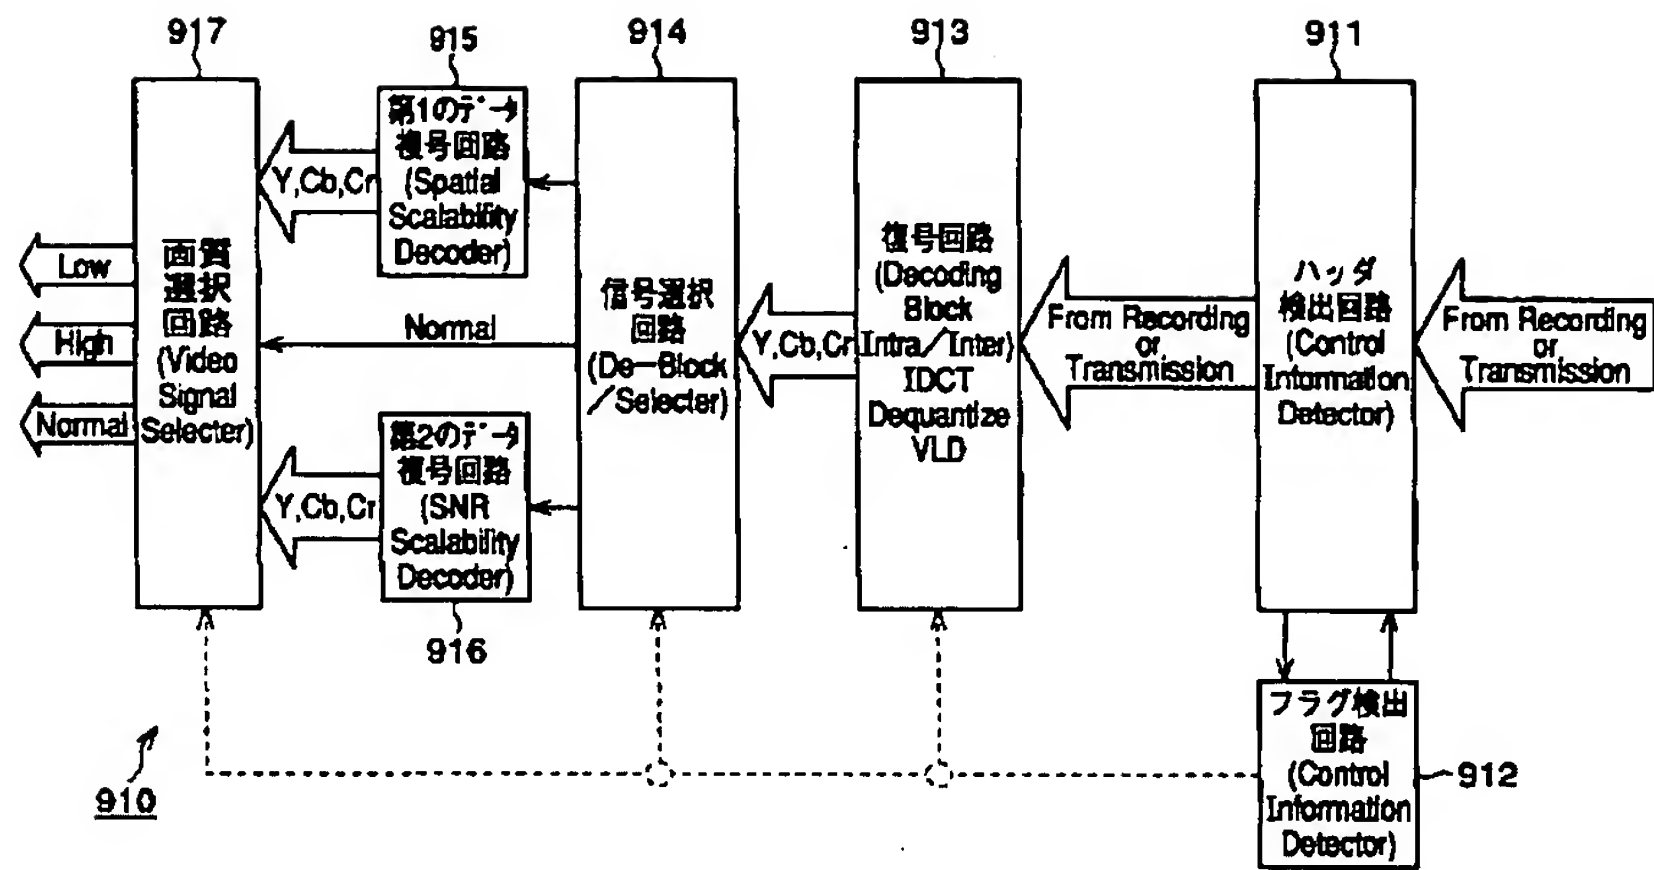 917
915
914
913
911
第1のデータ
複号回路
(Spatial
Scalability
Decoder)
Y,Cb,Cr
画質
選択
回路
(Video
Signal
Selecter)
Low
High
Normal
Normal
信号選択
回路
(De-Block
/Selecter)
Y,Cb,Cr
復号回路
(Decoding
Block
Intra/Inter)
IDCT
Dequantize
VLD
From Recording
or
Transmission
ハッダ
検出回路
(Control
Information
Detector)
From Recording
or
Transmission
第2のデータ
複号回路
(SNR
Scalability
Decoder)
Y,Cb,Cr
916
フラグ検出
回路
(Control
Information
Detector)
912
910